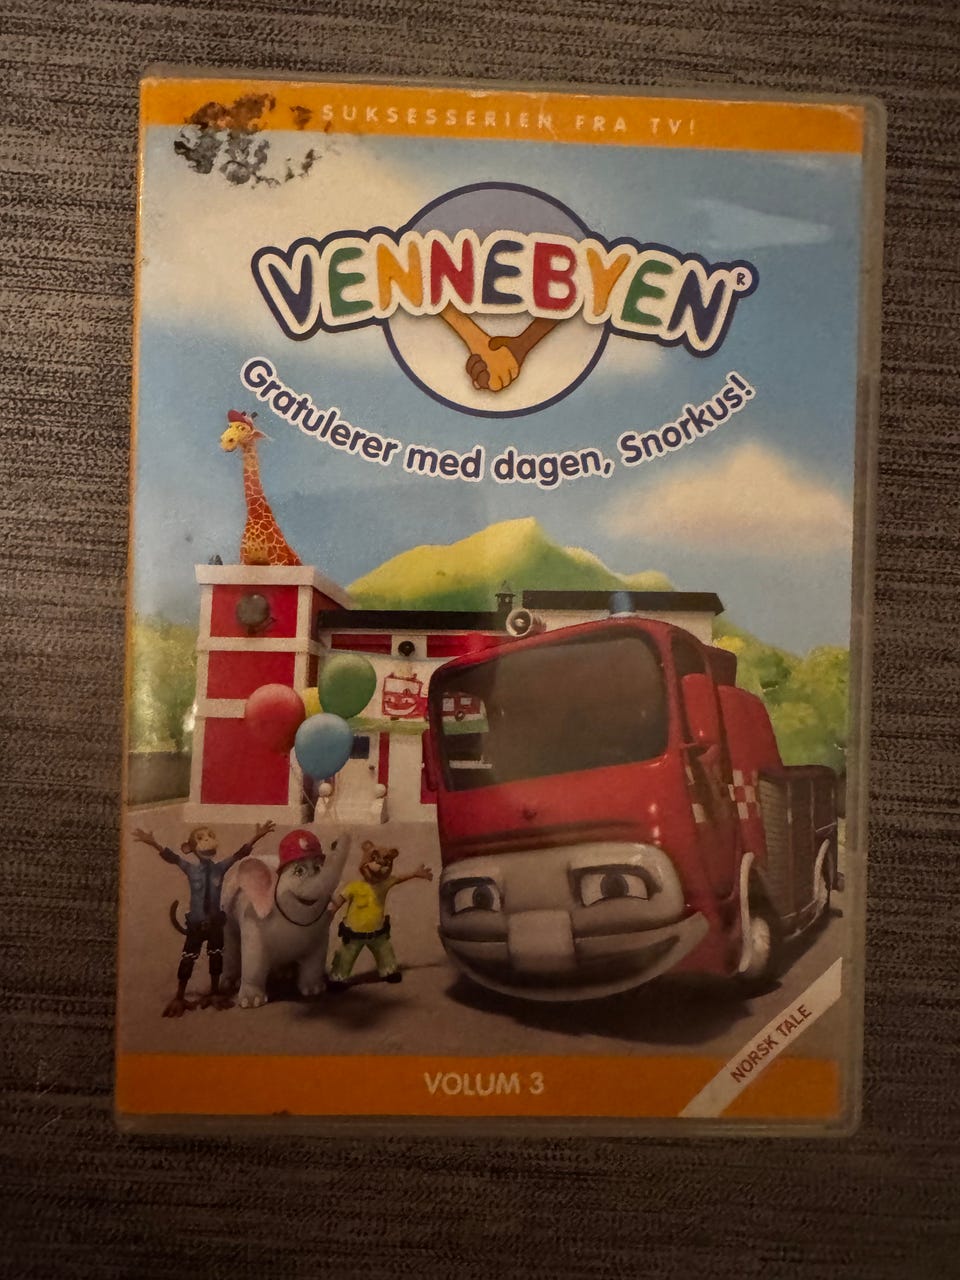 SUKSESSERIEN FRA TV!
VENNEBYEN®
Gratulerer med dagen, Snorkus!
NORSK TALE
VOLUM 3